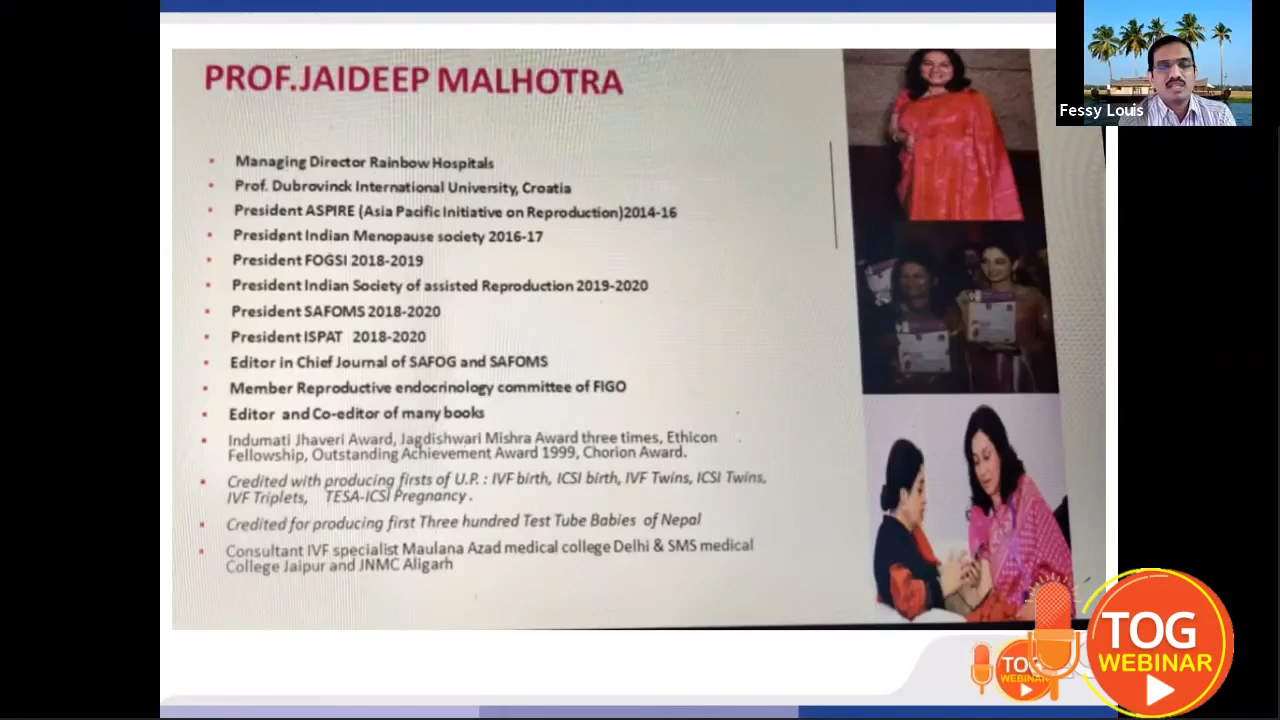 PROF.JAIDEEP MALHOTRA
Managing Director Rainbow Hospitals
Prof. Dubrovinck International University, Croatia
President ASPIRE (Asia Pacific Initiative on Reproduction)2014-16
President Indian Menopause society 2016-17
President FOGSI 2018-2019
President Indian Society of assisted Reproduction 2019-2020
President SAFOMS 2018-2020
President ISPAT 2018-2020
Editor in Chief Journal of SAFOG and SAFOMS
Member Reproductive endocrinology committee of FIGO
Editor and Co-editor of many books
Indumati Jhaveri Award, Jagdishwari Mishra Award three times, Ethicon
Fellowship, Outstanding Achievement Award 1999, Chorion Award.
Credited with producing firsts of U.P. : IVF birth, ICSI birth, IVF Twins, ICSI Twins,
IVF Triplets, TESA-ICSI Pregnancy .
Credited for producing first Three hundred Test Tube Babies of Nepal
Consultant IVF specialist Maulana Azad medical college Delhi & SMS medical
College Jaipur and JNMC Aligarh
Fessy Louis
TOG
WEBINAR
TOG
WEBINAR